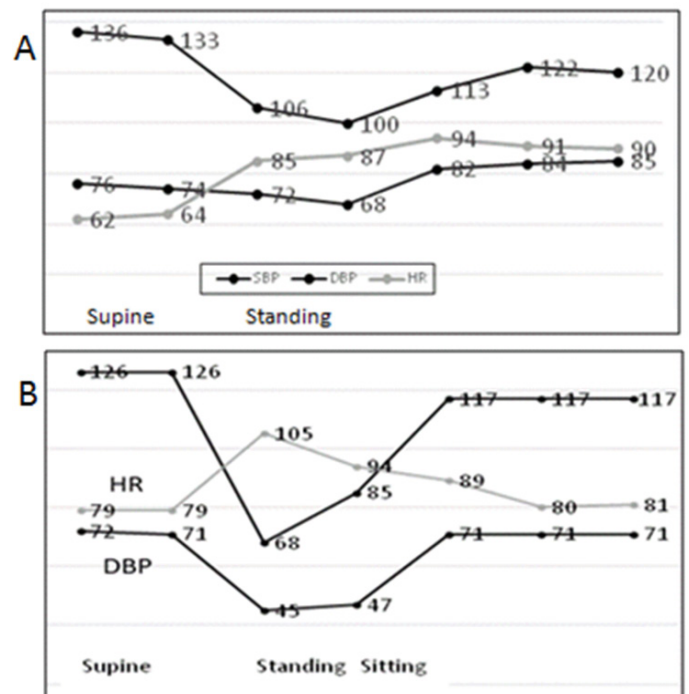 A
136 133
106 100 113 122 120
85 87 94 91 90
76 74 72 68 82 84 85
62 64
SBP DBP HR
Supine Standing
B
126 126
105
117 117 117
HR
94
89
79 79
85
80 81
72 71
68
71 71 71
DBP
45 47
Supine Standing Sitting